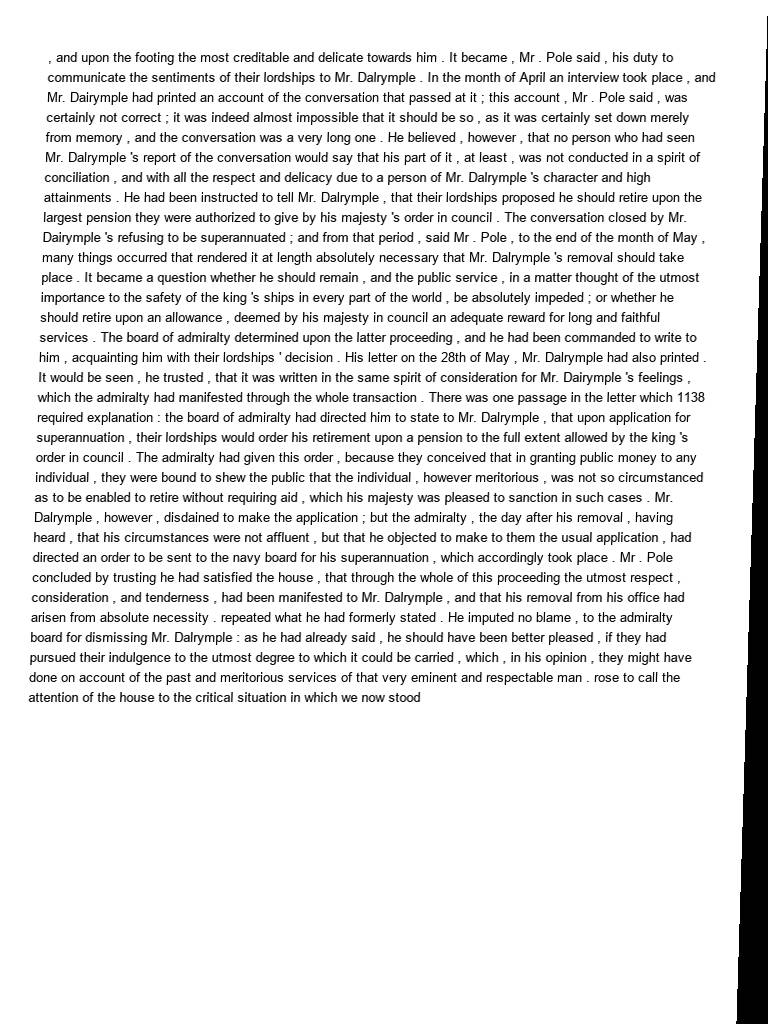 , and upon the footing the most creditable and delicate towards him . It became , Mr . Pole said , his duty to
communicate the sentiments of their lordships to Mr. Dalrymple . In the month of April an interview took place , and
Mr. Dairymple had printed an account of the conversation that passed at it ; this account , Mr . Pole said , was
certainly not correct ; it was indeed almost impossible that it should be so , as it was certainly set down merely
from memory , and the conversation was a very long one . He believed , however , that no person who had seen
Mr. Dalrymple 's report of the conversation would say that his part of it , at least , was not conducted in a spirit of
conciliation , and with all the respect and delicacy due to a person of Mr. Dalrymple 's character and high
attainments . He had been instructed to tell Mr. Dalrymple , that their lordships proposed he should retire upon the
largest pension they were authorized to give by his majesty 's order in council . The conversation closed by Mr.
Dairymple 's refusing to be superannuated ; and from that period , said Mr . Pole , to the end of the month of May ,
many things occurred that rendered it at length absolutely necessary that Mr. Dalrymple 's removal should take
place . It became a question whether he should remain , and the public service , in a matter thought of the utmost
importance to the safety of the king 's ships in every part of the world , be absolutely impeded ; or whether he
should retire upon an allowance , deemed by his majesty in council an adequate reward for long and faithful
services . The board of admiralty determined upon the latter proceeding , and he had been commanded to write to
him , acquainting him with their lordships ' decision . His letter on the 28th of May , Mr. Dalrymple had also printed .
It would be seen , he trusted , that it was written in the same spirit of consideration for Mr. Dairymple 's feelings ,
which the admiralty had manifested through the whole transaction . There was one passage in the letter which 1138
required explanation : the board of admiralty had directed him to state to Mr. Dalrymple , that upon application for
superannuation , their lordships would order his retirement upon a pension to the full extent allowed by the king 's
order in council . The admiralty had given this order , because they conceived that in granting public money to any
individual , they were bound to shew the public that the individual , however meritorious , was not so circumstanced
as to be enabled to retire without requiring aid , which his majesty was pleased to sanction in such cases . Mr.
Dalrymple , however , disdained to make the application ; but the admiralty , the day after his removal , having
heard , that his circumstances were not affluent , but that he objected to make to them the usual application , had
directed an order to be sent to the navy board for his superannuation , which accordingly took place . Mr . Pole
concluded by trusting he had satisfied the house , that through the whole of this proceeding the utmost respect ,
consideration , and tenderness , had been manifested to Mr. Dalrymple , and that his removal from his office had
arisen from absolute necessity . repeated what he had formerly stated . He imputed no blame , to the admiralty
board for dismissing Mr. Dalrymple : as he had already said , he should have been better pleased , if they had
pursued their indulgence to the utmost degree to which it could be carried , which , in his opinion , they might have
done on account of the past and meritorious services of that very eminent and respectable man . rose to call the
attention of the house to the critical situation in which we now stood